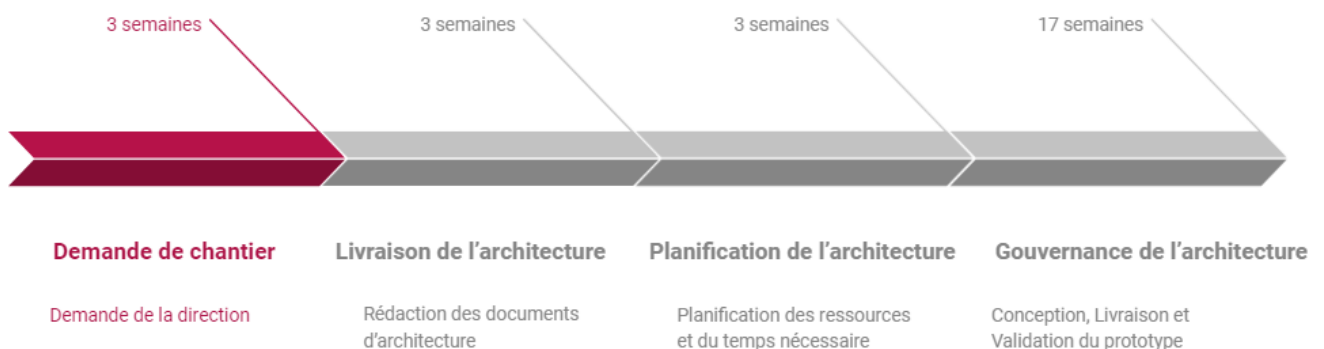 3 semaines
3 semaines
3 semaines
17 semaines
Demande de chantier
Livraison de l’architecture
Planification de l’architecture
Gouvernance de l’architecture
Demande de la direction
Rédaction des documents
d’architecture
Planification des ressources
et du temps nécessaire
Conception, Livraison et
Validation du prototype